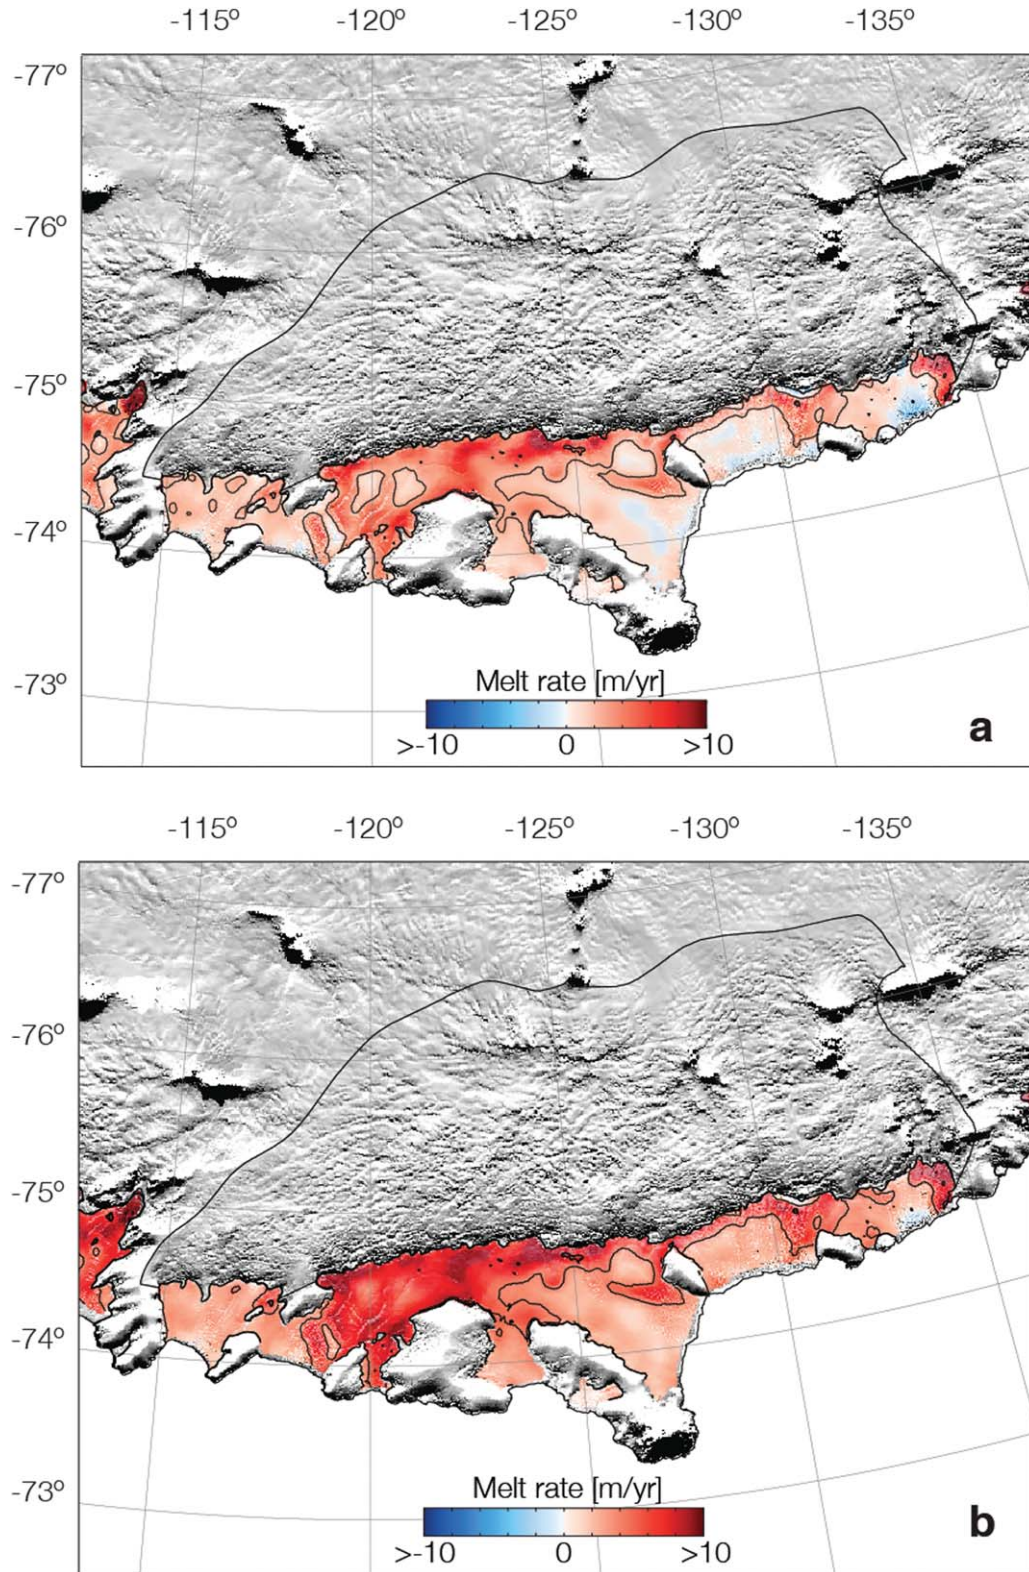 -115º -120º -125º -130º -135º
-77º
-76º
-75º
-74º
-73º
Melt rate [m/yr]
>-10 0 >10
a
-115º -120º -125º -130º -135º
-77º
-76º
-75º
-74º
-73º
Melt rate [m/yr]
>-10 0 >10
b